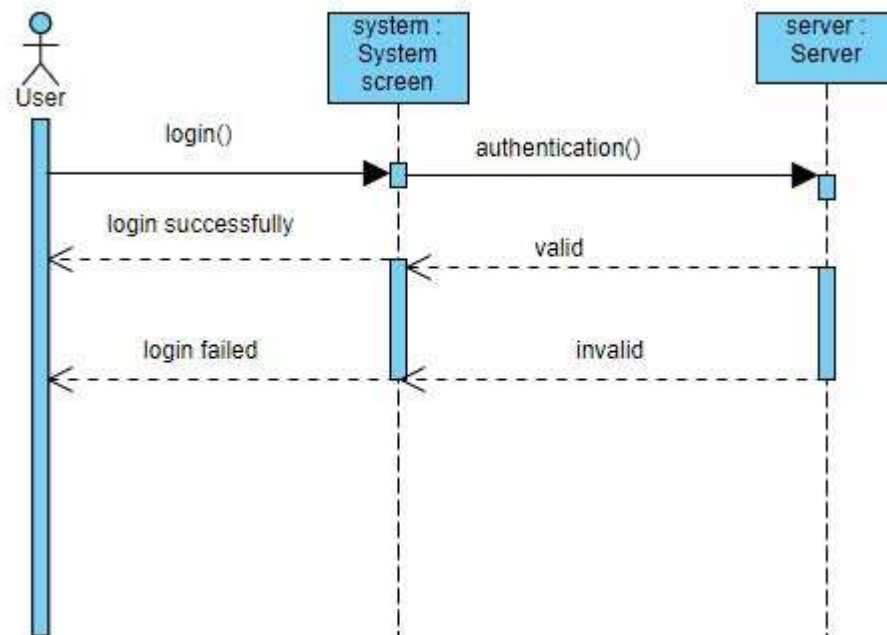 system :
System
screen
server :
Server
User
login()
authentication()
login successfully
valid
login failed
invalid